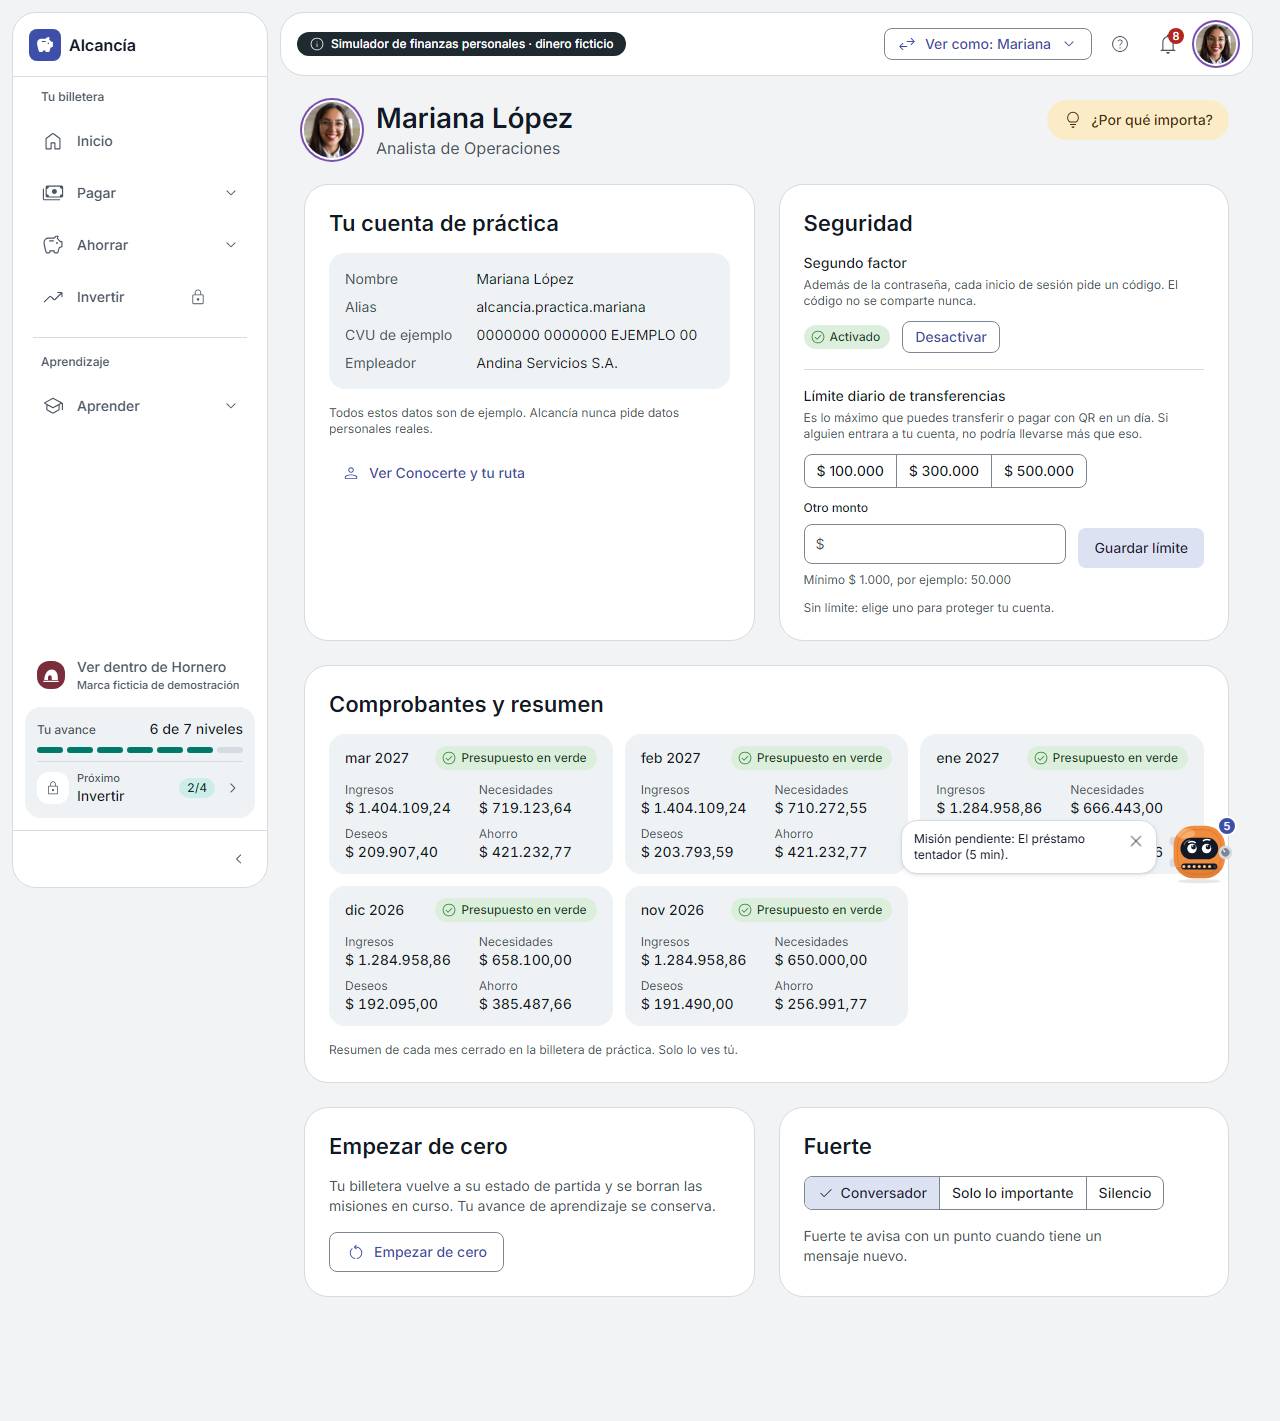 Alcancía
Simulador de finanzas personales · dinero ficticio
Ver como: Mariana
8
Tu billetera
Inicio
Pagar
Ahorrar
Invertir
Aprendizaje
Aprender
Ver dentro de Hornero
Marca ficticia de demostración
Tu avance
6 de 7 niveles
Próximo
Invertir
2/4
Mariana López
Analista de Operaciones
¿Por qué importa?
Tu cuenta de práctica
Nombre Mariana López
Alias alcancia.practica.mariana
CVU de ejemplo 0000000 0000000 EJEMPLO 00
Empleador Andina Servicios S.A.
Todos estos datos son de ejemplo. Alcancía nunca pide datos
personales reales.
Ver Conocerte y tu ruta
Seguridad
Segundo factor
Además de la contraseña, cada inicio de sesión pide un código. El
código no se comparte nunca.
Activado
Desactivar
Límite diario de transferencias
Es lo máximo que puedes transferir o pagar con QR en un día. Si
alguien entrara a tu cuenta, no podría llevarse más que eso.
$ 100.000 $ 300.000 $ 500.000
Otro monto
$
Guardar límite
Mínimo $ 1.000, por ejemplo: 50.000
Sin límite: elige uno para proteger tu cuenta.
Comprobantes y resumen
mar 2027 Presupuesto en verde
Ingresos Necesidades
$ 1.404.109,24 $ 719.123,64
Deseos Ahorro
$ 209.907,40 $ 421.232,77
feb 2027 Presupuesto en verde
Ingresos Necesidades
$ 1.404.109,24 $ 710.272,55
Deseos Ahorro
$ 203.793,59 $ 421.232,77
ene 2027 Presupuesto en verde
Ingresos Necesidades
$ 1.284.958,86 $ 666.443,00
Misión pendiente: El préstamo
tentador (5 min).
5
dic 2026 Presupuesto en verde
Ingresos Necesidades
$ 1.284.958,86 $ 658.100,00
Deseos Ahorro
$ 192.095,00 $ 385.487,66
nov 2026 Presupuesto en verde
Ingresos Necesidades
$ 1.284.958,86 $ 650.000,00
Deseos Ahorro
$ 191.490,00 $ 256.991,77
Resumen de cada mes cerrado en la billetera de práctica. Solo lo ves tú.
Empezar de cero
Tu billetera vuelve a su estado de partida y se borran las
misiones en curso. Tu avance de aprendizaje se conserva.
Empezar de cero
Fuerte
Conversador Solo lo importante Silencio
Fuerte te avisa con un punto cuando tiene un
mensaje nuevo.